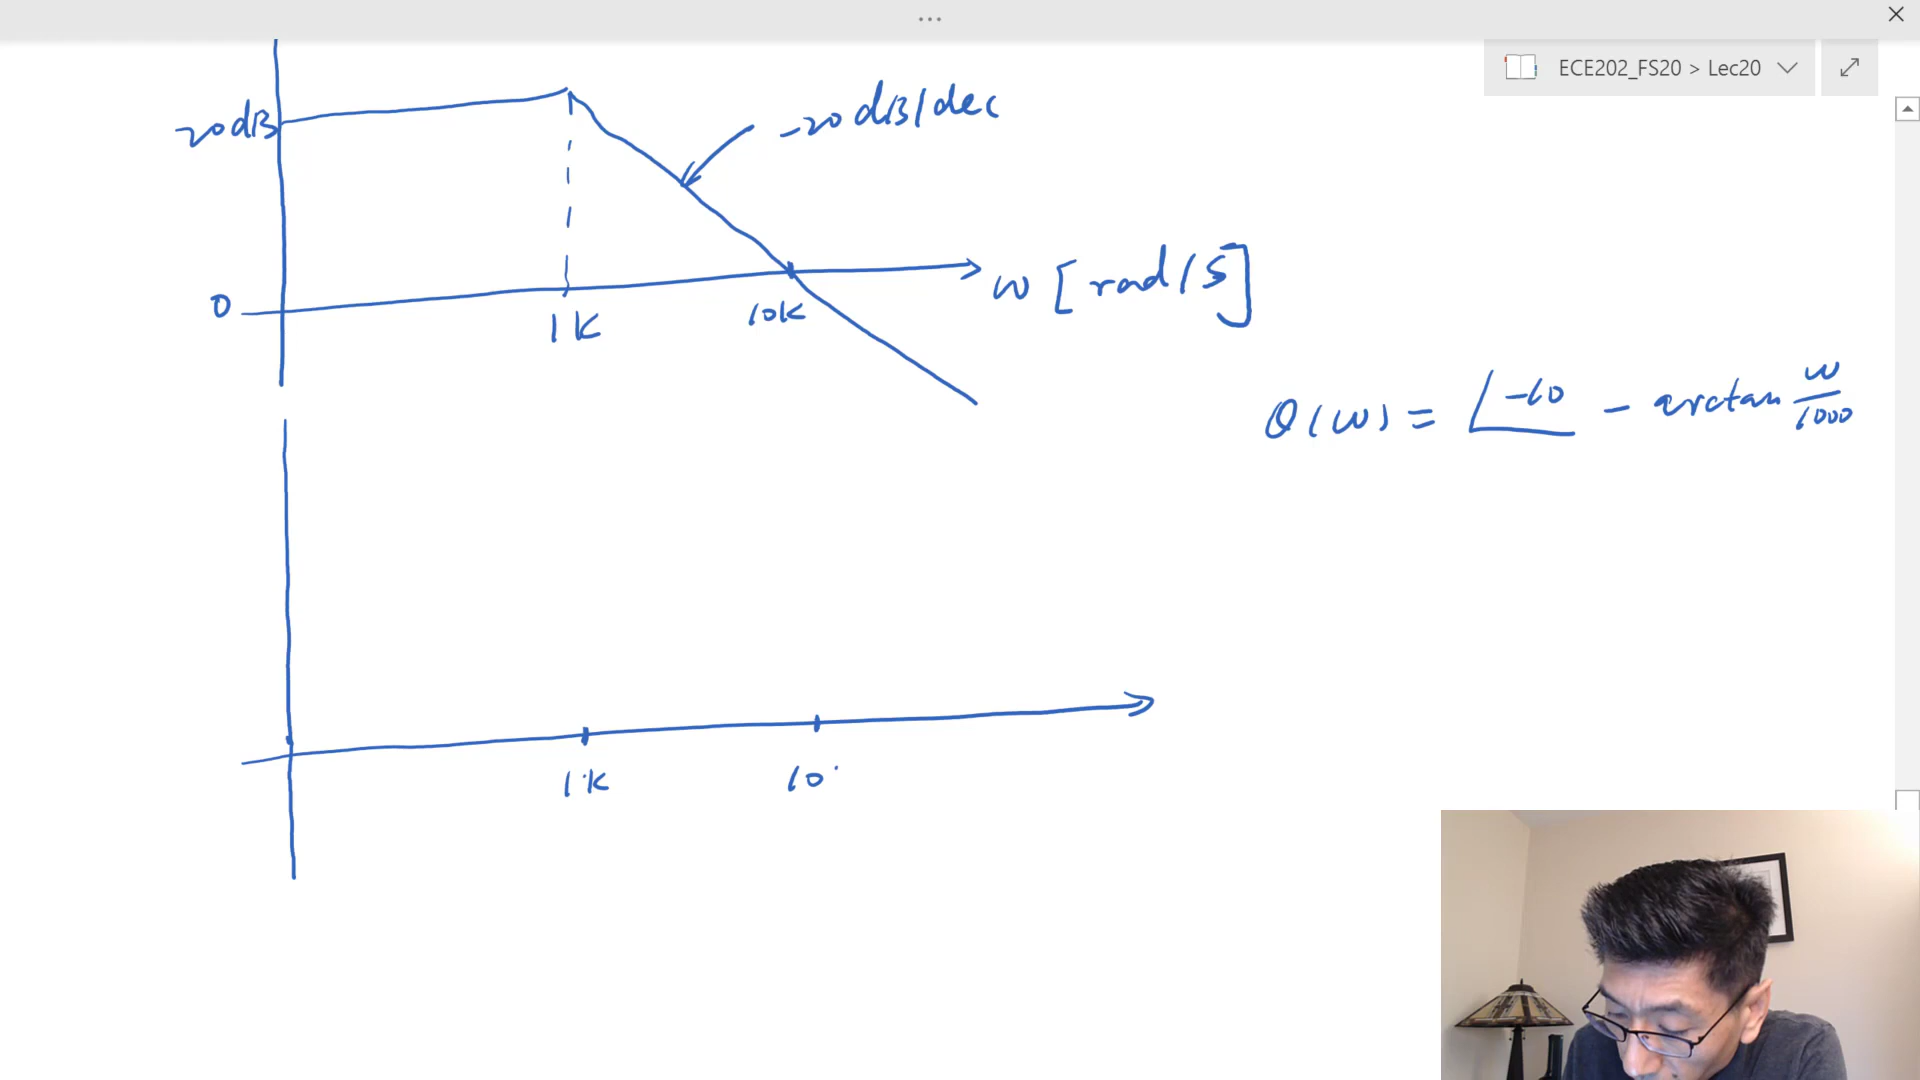 ECE202_FS20 > Lec20
20dB
-20 dB/dec
0
1K
10K
ω [rad/s]
θ(ω) = ∠-10 - arctan ω/1000
1K
10